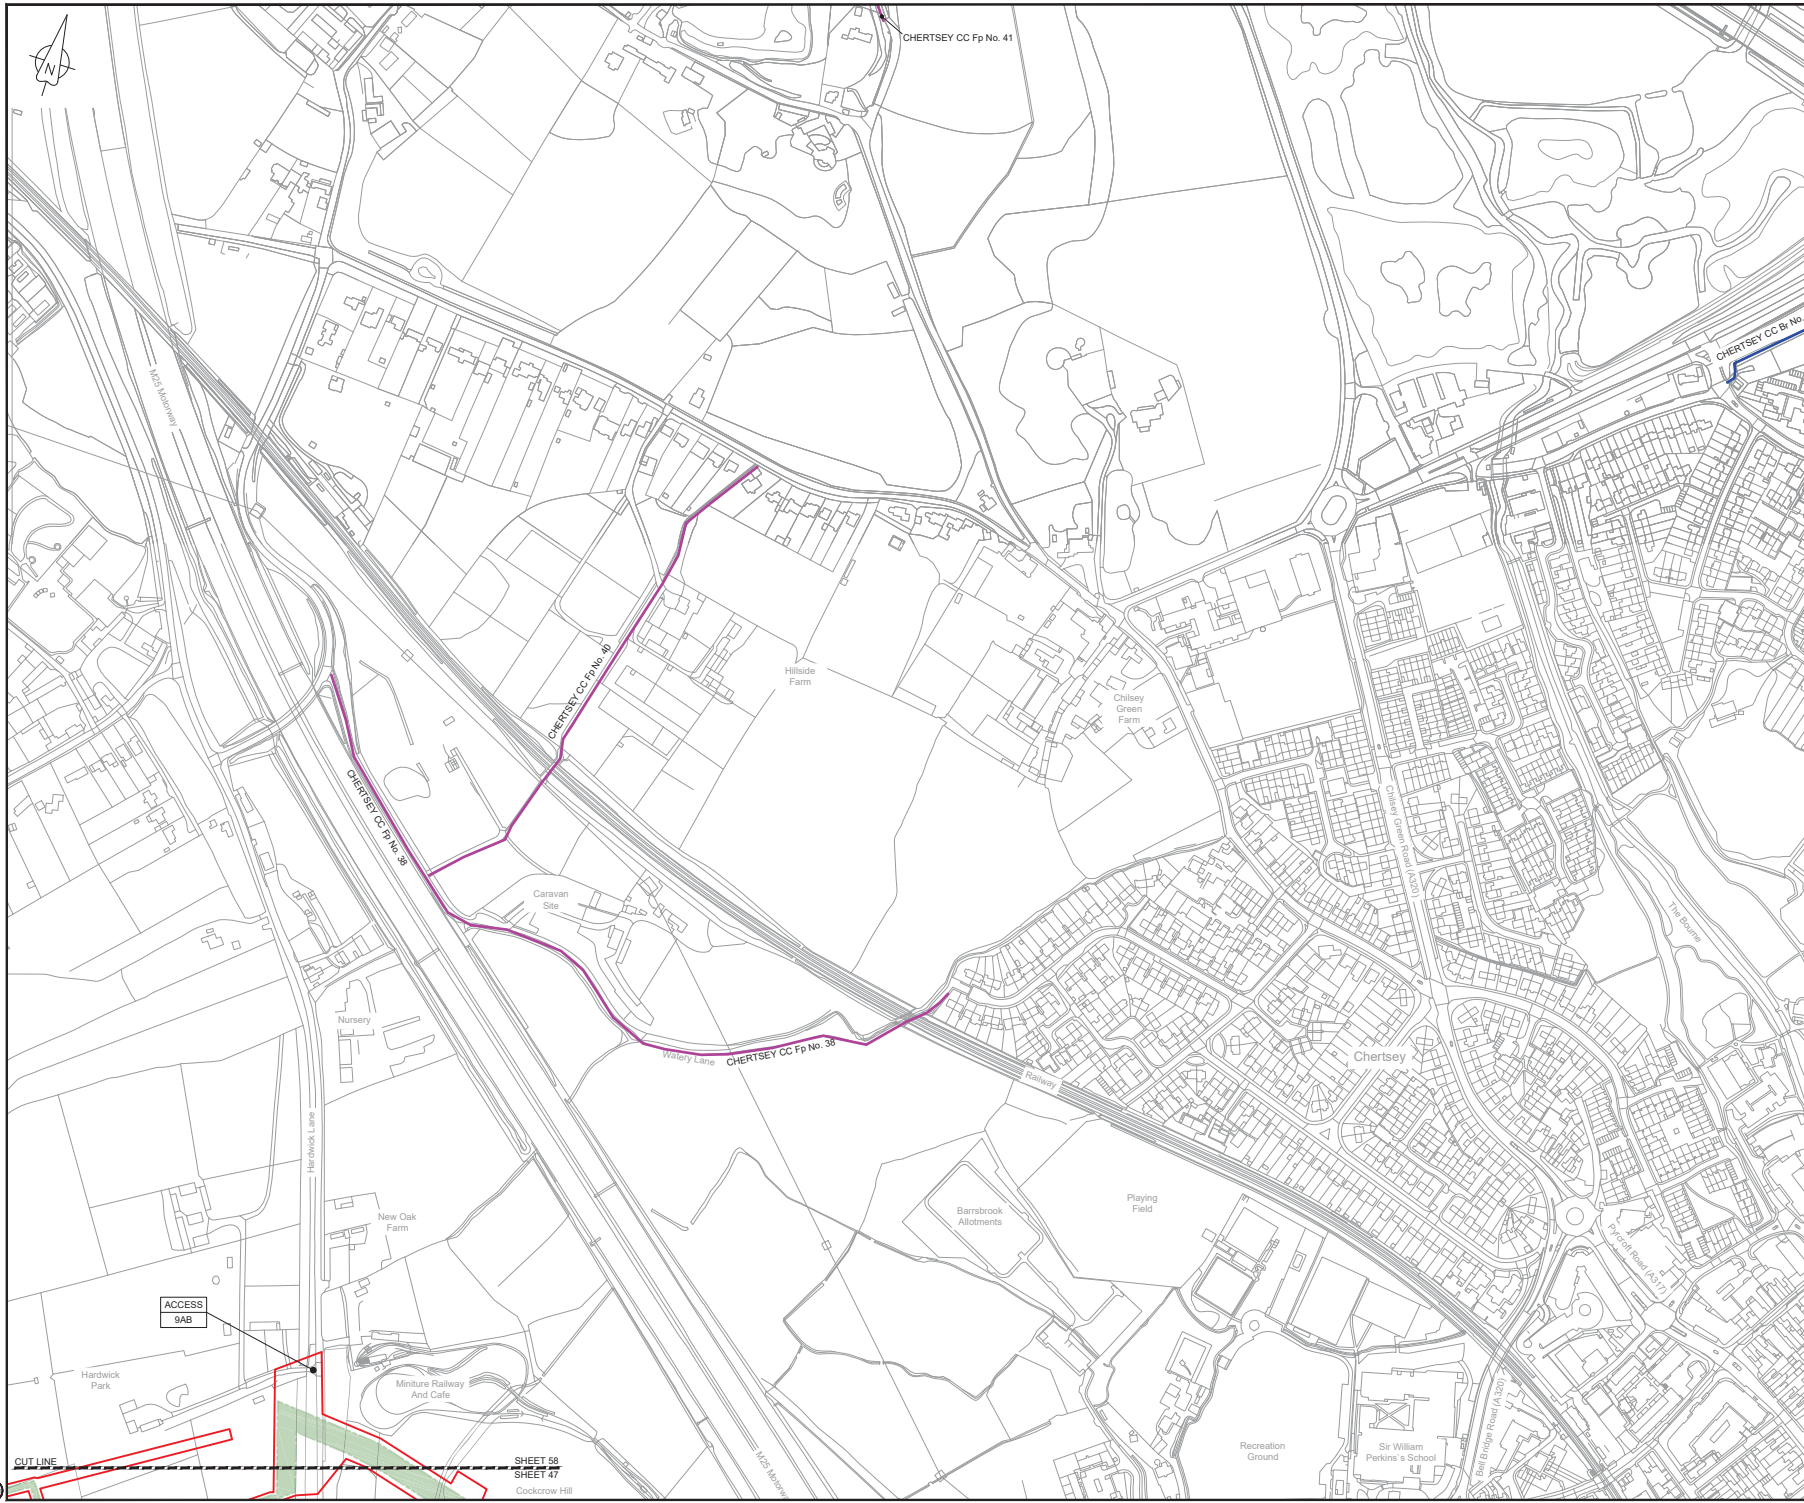 N
CHERTSEY CC Fp No. 41
CHERTSEY CC Br No.
M25 Motorway
CHERTSEY CC Fp No. 40
Hillside
Farm
Chilsey
Green
Farm
CHERTSEY CC Fp No. 38
Chilsey Green Road (A320)
Caravan
Site
The Bourne
Nursery
Watery Lane
CHERTSEY CC Fp No. 38
Chertsey
Railway
Hardwick Lane
New Oak
Farm
Barrsbrook
Allotments
Playing
Field
Pyrcroft Road (A317)
ACCESS
9AB
Hardwick
Park
Miniture Railway
And Cafe
Bell Bridge Road (A320)
Recreation
Ground
Sir William
Perkins's School
CUT LINE
SHEET 58
SHEET 47
Cockcrow Hill
M25 Motorway